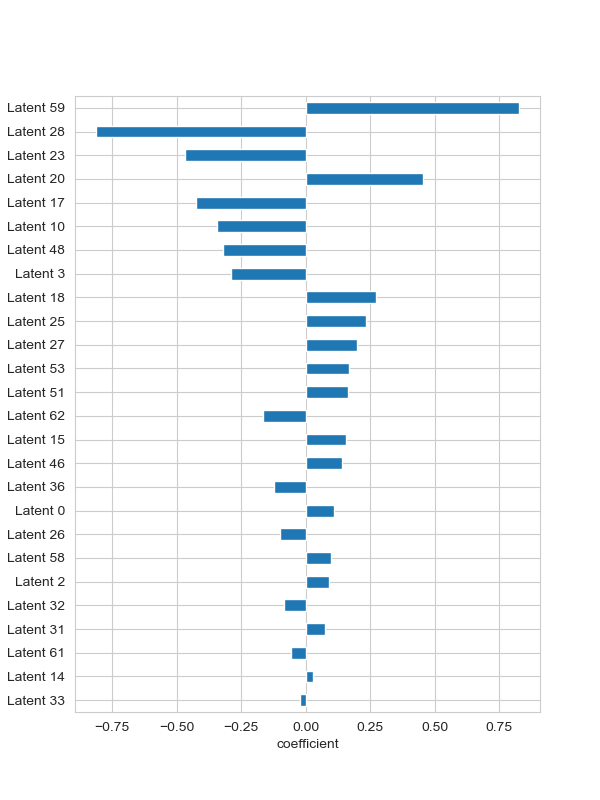 Latent 59
Latent 28
Latent 23
Latent 20
Latent 17
Latent 10
Latent 48
Latent 3
Latent 18
Latent 25
Latent 27
Latent 53
Latent 51
Latent 62
Latent 15
Latent 46
Latent 36
Latent 0
Latent 26
Latent 58
Latent 2
Latent 32
Latent 31
Latent 61
Latent 14
Latent 33
−0.75 −0.50 −0.25 0.00 0.25 0.50 0.75
coefficient